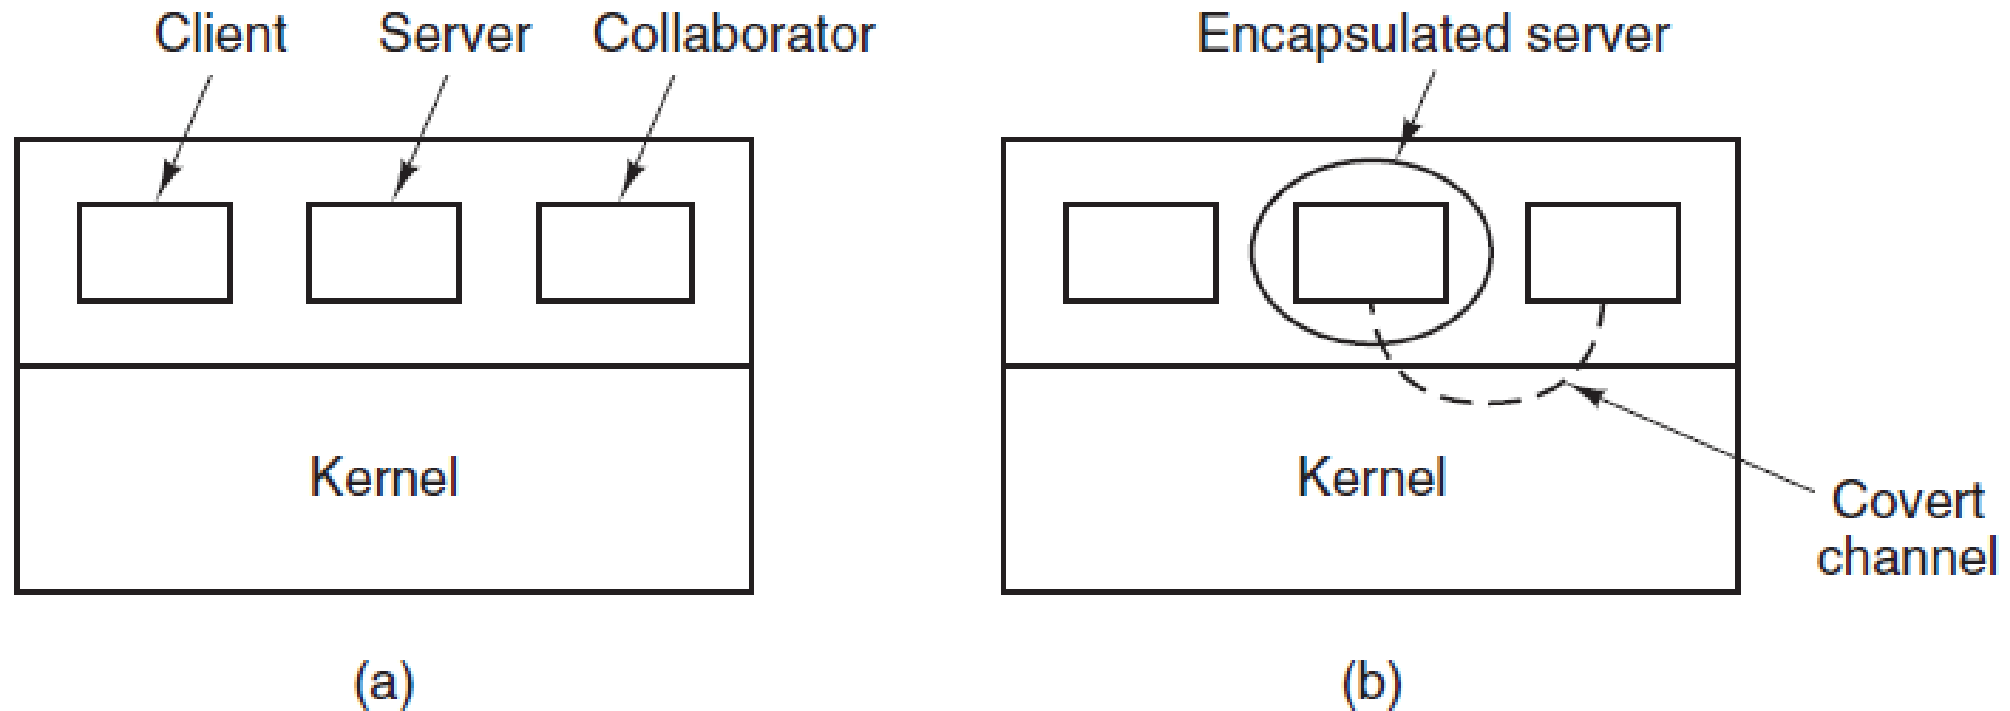 Client
Server
Collaborator
Encapsulated server
Kernel
Kernel
Covert
channel
(a)
(b)